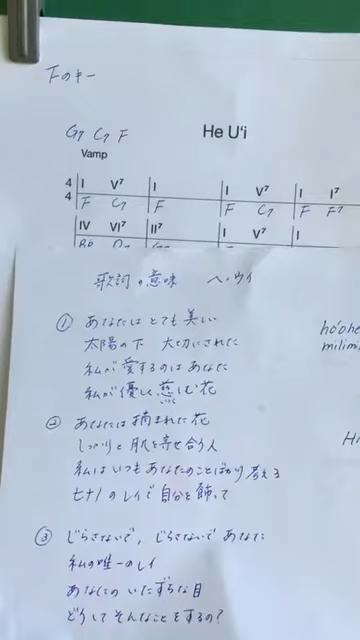 Fのキー
G7 C7 F
He Uʻi
Vamp
4 4 I V7 I I V7 I I7
F C7 F F C7 F F7
IV VI7 II7 I V7 I
歌詞の意味 ヘ・ウイ
① あなたはとても美しい
太陽の下 大切にされた
私が愛するのはあなた
私が優しく慈しむ花
② あなたは摘まれた花
しっかりと肌を寄せ合う人
私はいつもあなたのことばかり考える
七ナノのレイで自分を飾って
③ じらさないで, じらさないで あなた
私の唯一のレイ
あなたのいたずらな目
どうしてそんなことをするの?
hoʻohe
milim
H